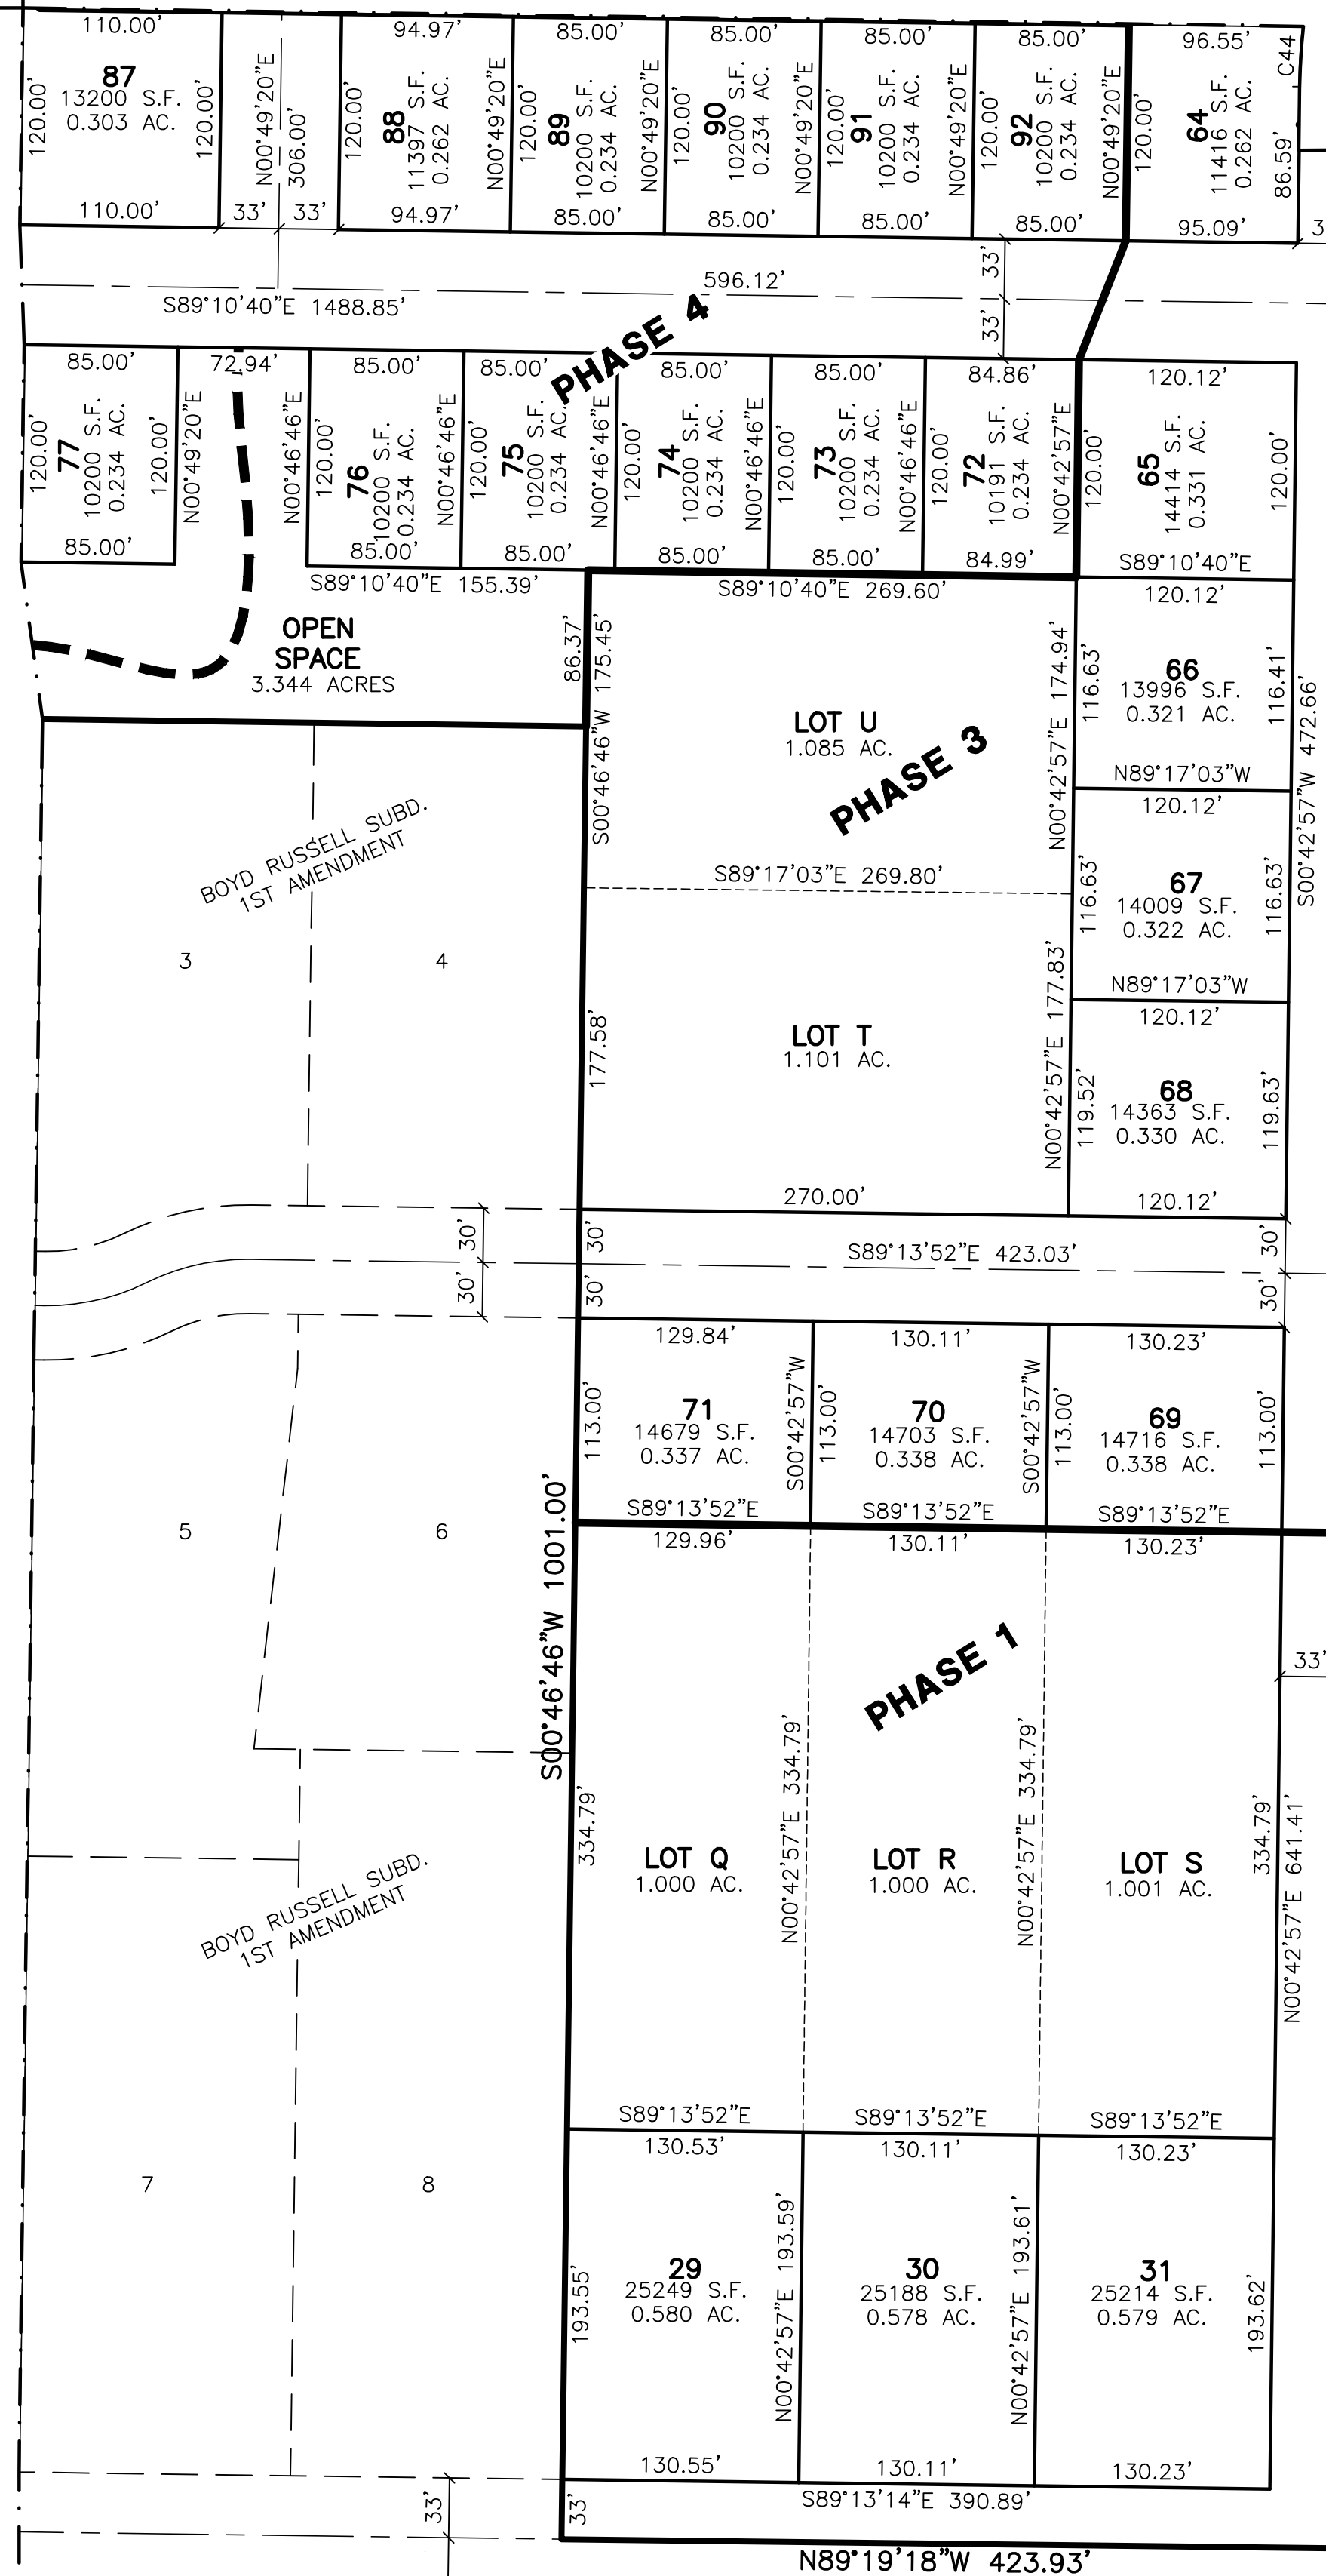 110.00'
94.97'
85.00'
85.00'
85.00'
85.00'
96.55'
C44
87
13200 S.F.
0.303 AC.
120.00'
120.00'
N00°49'20"E
306.00'
120.00'
88
11397 S.F.
0.262 AC.
N00°49'20"E
120.00'
89
10200 S.F.
0.234 AC.
N00°49'20"E
120.00'
90
10200 S.F.
0.234 AC.
N00°49'20"E
120.00'
91
10200 S.F.
0.234 AC.
N00°49'20"E
120.00'
92
10200 S.F.
0.234 AC.
N00°49'20"E
120.00'
64
11416 S.F.
0.262 AC.
86.59'
110.00'
33'
33'
94.97'
85.00'
85.00'
85.00'
85.00'
95.09'
3
33'
33'
596.12'
S89°10'40"E 1488.85'
PHASE 4
85.00'
72.94'
85.00'
85.00'
85.00'
85.00'
84.86'
120.12'
120.00'
77
10200 S.F.
0.234 AC.
120.00'
N00°49'20"E
N00°46'46"E
120.00'
76
10200 S.F.
0.234 AC.
N00°46'46"E
120.00'
75
10200 S.F.
0.234 AC.
N00°46'46"E
120.00'
74
10200 S.F.
0.234 AC.
N00°46'46"E
120.00'
73
10200 S.F.
0.234 AC.
N00°46'46"E
120.00'
72
10191 S.F.
0.234 AC.
N00°42'57"E
120.00'
65
14414 S.F.
0.331 AC.
120.00'
85.00'
85.00'
85.00'
85.00'
85.00'
84.99'
S89°10'40"E
120.12'
S89°10'40"E 155.39'
S89°10'40"E 269.60'
OPEN
SPACE
3.344 ACRES
86.37'
S00°46'46"W 175.45'
LOT U
1.085 AC.
PHASE 3
N00°42'57"E 174.94'
116.63'
66
13996 S.F.
0.321 AC.
116.41'
S00°42'57"W 472.66'
N89°17'03"W
120.12'
BOYD RUSSELL SUBD.
1ST AMENDMENT
S89°17'03"E 269.80'
116.63'
67
14009 S.F.
0.322 AC.
116.63'
N89°17'03"W
120.12'
3
4
177.58'
LOT T
1.101 AC.
N00°42'57"E 177.83'
119.52'
68
14363 S.F.
0.330 AC.
119.63'
270.00'
120.12'
30'
30'
30'
30'
S89°13'52"E 423.03'
30'
30'
129.84'
130.11'
130.23'
113.00'
71
14679 S.F.
0.337 AC.
S00°42'57"W
113.00'
70
14703 S.F.
0.338 AC.
S00°42'57"W
113.00'
69
14716 S.F.
0.338 AC.
113.00'
S89°13'52"E
S89°13'52"E
S89°13'52"E
5
6
S00°46'46"W 1001.00'
129.96'
130.11'
130.23'
PHASE 1
33'
334.79'
LOT Q
1.000 AC.
N00°42'57"E 334.79'
LOT R
1.000 AC.
N00°42'57"E 334.79'
LOT S
1.001 AC.
334.79'
N00°42'57"E 641.41'
BOYD RUSSELL SUBD.
1ST AMENDMENT
S89°13'52"E
S89°13'52"E
S89°13'52"E
130.53'
130.11'
130.23'
7
8
193.55'
29
25249 S.F.
0.580 AC.
N00°42'57"E 193.59'
30
25188 S.F.
0.578 AC.
N00°42'57"E 193.61'
31
25214 S.F.
0.579 AC.
193.62'
130.55'
130.11'
130.23'
33'
33'
S89°13'14"E 390.89'
N89°19'18"W 423.93'